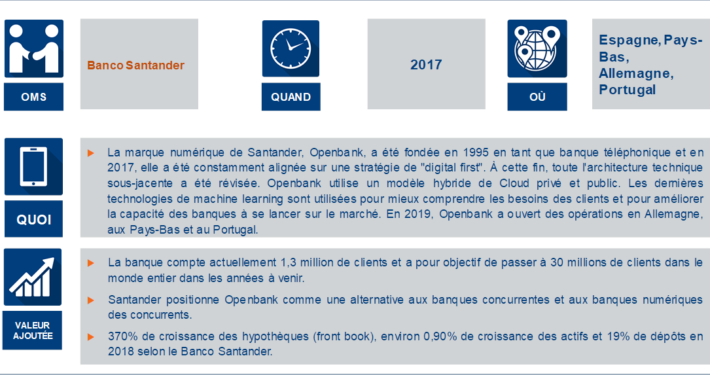 OMS
Banco Santander
QUAND
2017
OÙ
Espagne, Pays-
Bas,
Allemagne,
Portugal
QUOI
La marque numérique de Santander, Openbank, a été fondée en 1995 en tant que banque téléphonique et en
2017, elle a été constamment alignée sur une stratégie de "digital first". Á cette fin, toute l'architecture technique
sous-jacente a été révisée. Openbank utilise un modèle hybride de Cloud privé et public. Les dernières
technologies de machine learning sont utilisées pour mieux comprendre les besoins des clients et pour améliorer
la capacité des banques à se lancer sur le marché. En 2019, Openbank a ouvert des opérations en Allemagne,
aux Pays-Bas et au Portugal.
VALEUR
AJOUTÉE
La banque compte actuellement 1,3 million de clients et a pour objectif de passer à 30 millions de clients dans le
monde entier dans les années à venir.
Santander positionne Openbank comme une alternative aux banques concurrentes et aux banques numériques
des concurrents.
370% de croissance des hypothèques (front book), environ 0,90% de croissance des actifs et 19% de dépôts en
2018 selon le Banco Santander.